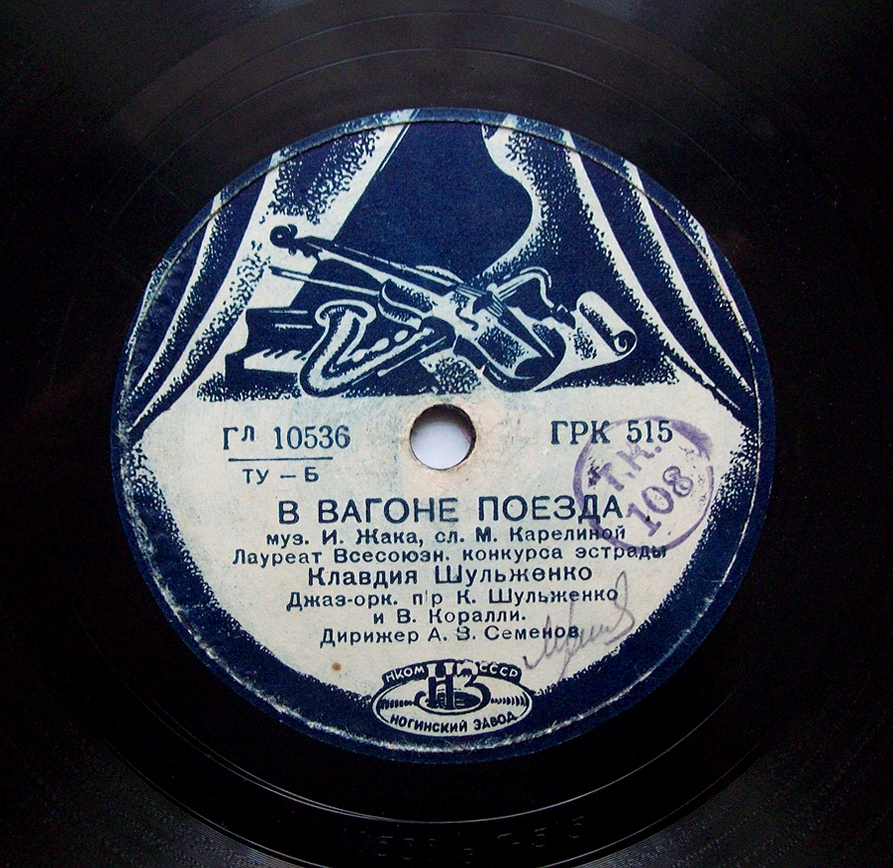 Гл 10536
ТУ – Б
ГРК 515
Т.К.
108
В ВАГОНЕ ПОЕЗДА
муз. И. Жака, сл. М. Карелиной
Лауреат Всесоюзн. конкурса эстрады
Клавдия Шульженко
Джаз-орк. п/р К. Шульженко
и В. Коралли.
Дирижер А. В. Семенов
НКОМ СССР
НЗ
НОГИНСКИЙ ЗАВОД